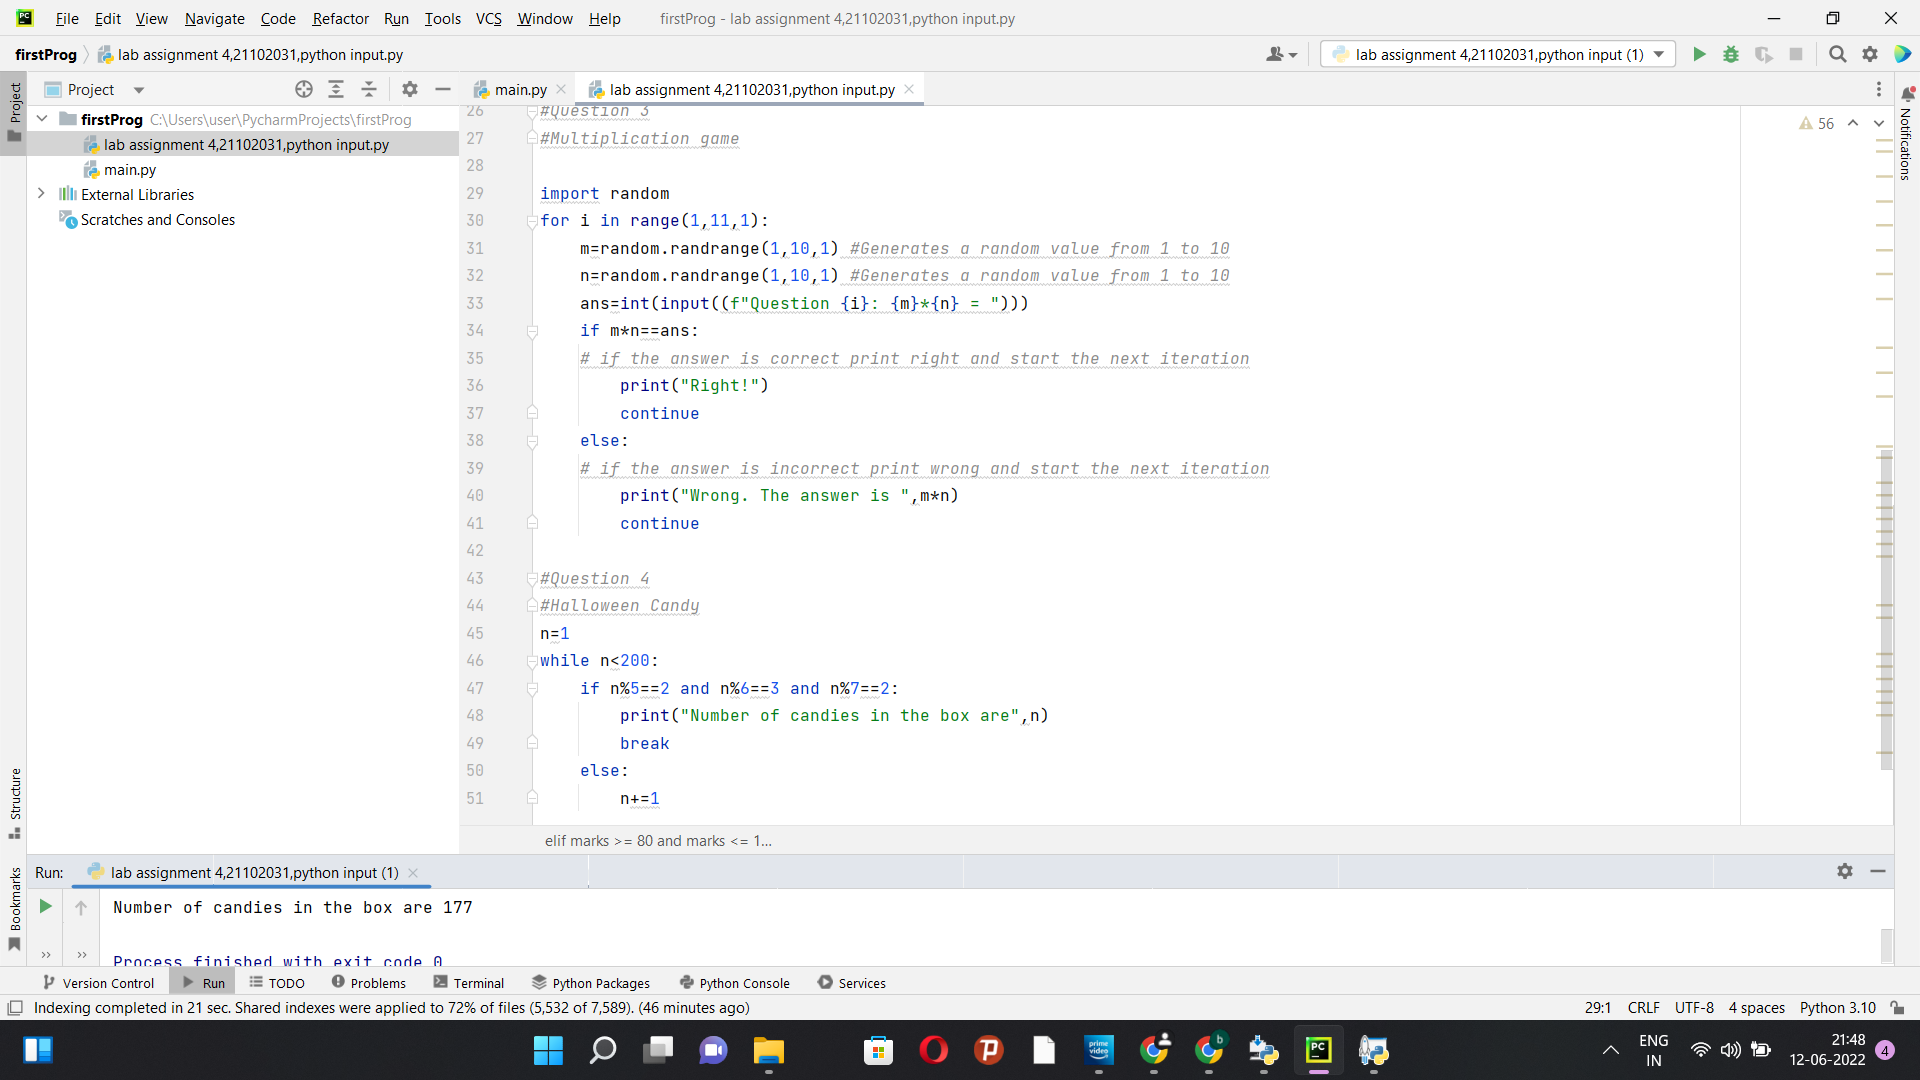 File Edit View Navigate Code Refactor Run Tools VCS Window Help firstProg - lab assignment 4,21102031,python input.py
firstProg lab assignment 4,21102031,python input.py lab assignment 4,21102031,python input (1)
Project
Project
main.py
lab assignment 4,21102031,python input.py
Notifications
firstProg C:\Users\user\PycharmProjects\firstProg
lab assignment 4,21102031,python input.py
main.py
External Libraries
Scratches and Consoles
56
26 #Question 3
27 #Multiplication game
28
29 import random
30 for i in range(1,11,1):
31 m=random.randrange(1,10,1) #Generates a random value from 1 to 10
32 n=random.randrange(1,10,1) #Generates a random value from 1 to 10
33 ans=int(input((f"Question {i}: {m}*{n} = ")))
34 if m*n==ans:
35 # if the answer is correct print right and start the next iteration
36 print("Right!")
37 continue
38 else:
39 # if the answer is incorrect print wrong and start the next iteration
40 print("Wrong. The answer is ",m*n)
41 continue
42
43 #Question 4
44 #Halloween Candy
45 n=1
46 while n<200:
47 if n%5==2 and n%6==3 and n%7==2:
48 print("Number of candies in the box are",n)
49 break
50 else:
51 n+=1
elif marks >= 80 and marks <= 1...
Structure
Bookmarks
Run: lab assignment 4,21102031,python input (1)
Number of candies in the box are 177
Process finished with exit code 0
Version Control Run TODO Problems Terminal Python Packages Python Console Services
Indexing completed in 21 sec. Shared indexes were applied to 72% of files (5,532 of 7,589). (46 minutes ago) 29:1 CRLF UTF-8 4 spaces Python 3.10
prime video
b
PC
ENG
IN
21:48
12-06-2022
4